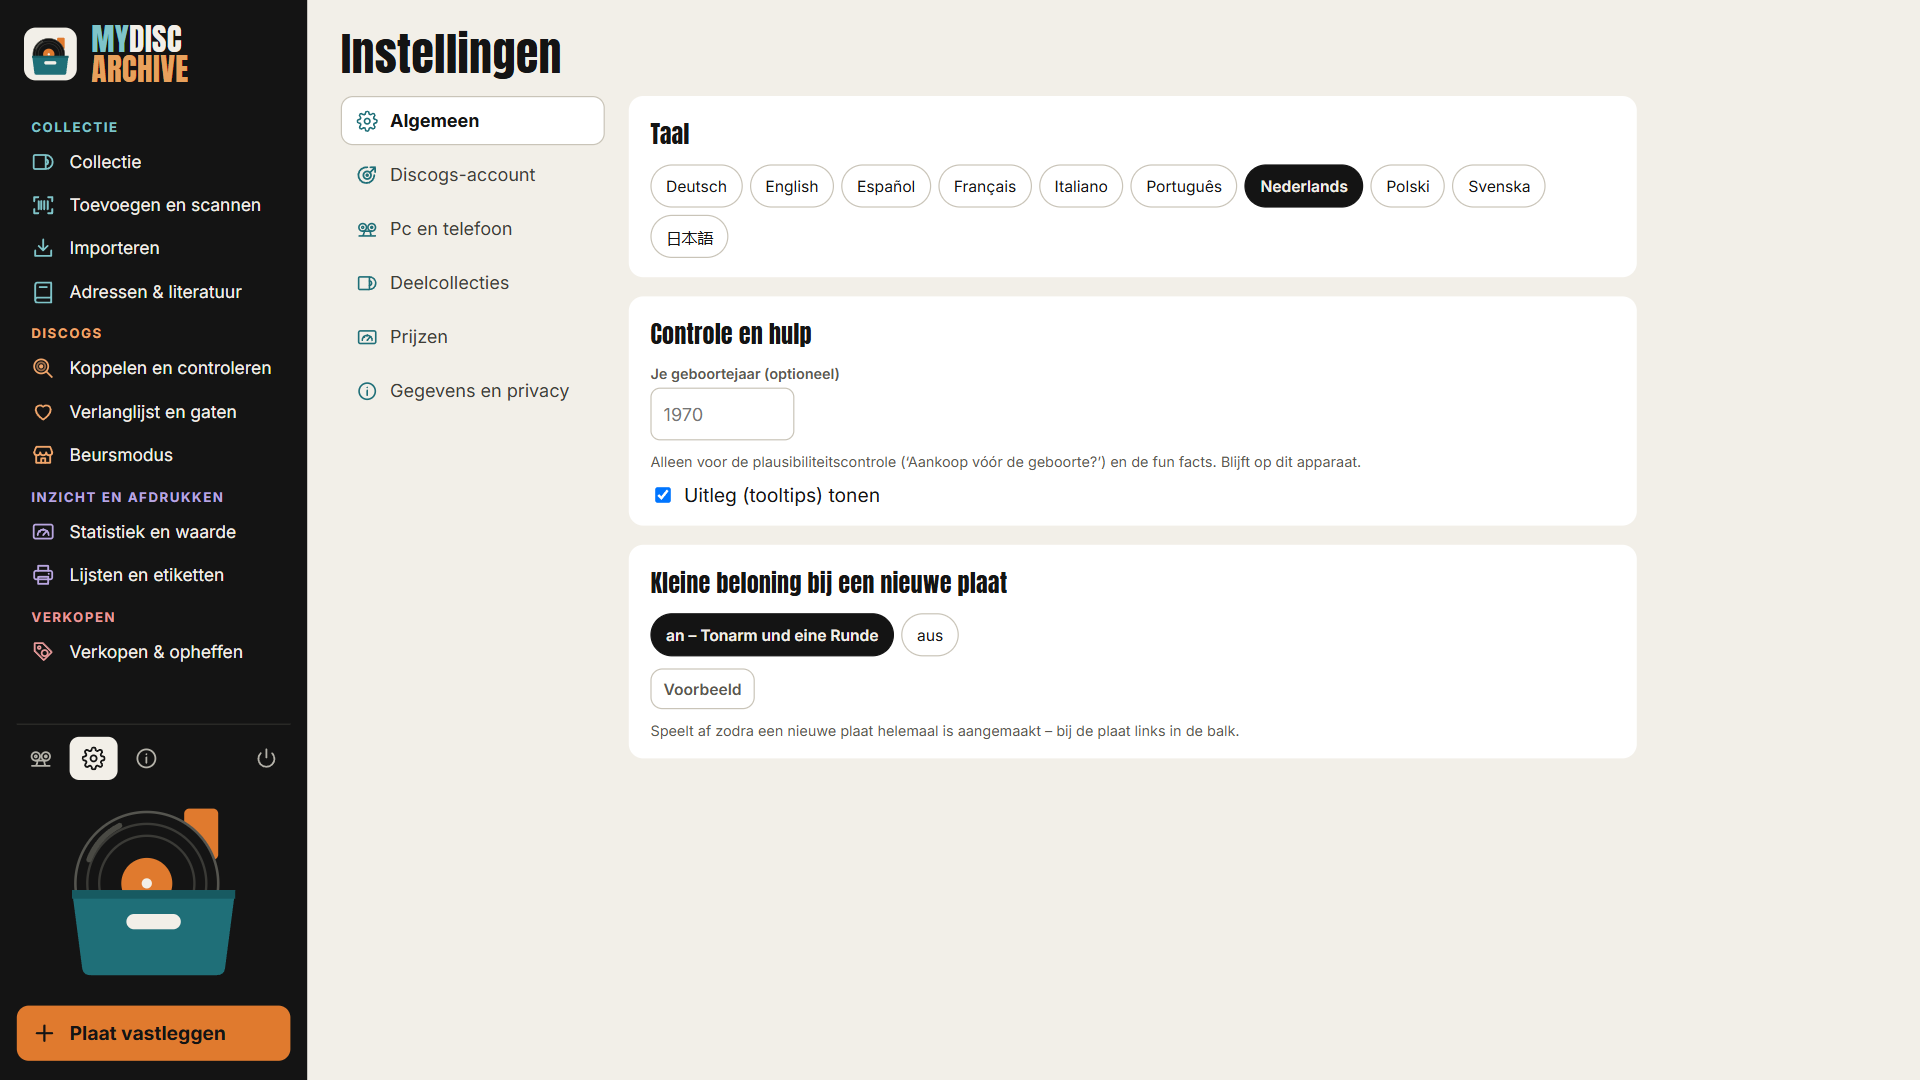 MYDISC
ARCHIVE
COLLECTIE
Collectie
Toevoegen en scannen
Importeren
Adressen & literatuur
DISCOGS
Koppelen en controleren
Verlanglijst en gaten
Beursmodus
INZICHT EN AFDRUKKEN
Statistiek en waarde
Lijsten en etiketten
VERKOPEN
Verkopen & opheffen
Plaat vastleggen
Instellingen
Algemeen
Discogs-account
Pc en telefoon
Deelcollecties
Prijzen
Gegevens en privacy
Taal
Deutsch English Español Français Italiano Português Nederlands Polski Svenska
日本語
Controle en hulp
Je geboortejaar (optioneel)
1970
Alleen voor de plausibiliteitscontrole (‘Aankoop vóór de geboorte?’) en de fun facts. Blijft op dit apparaat.
Uitleg (tooltips) tonen
Kleine beloning bij een nieuwe plaat
an – Tonarm und eine Runde aus
Voorbeeld
Speelt af zodra een nieuwe plaat helemaal is aangemaakt – bij de plaat links in de balk.